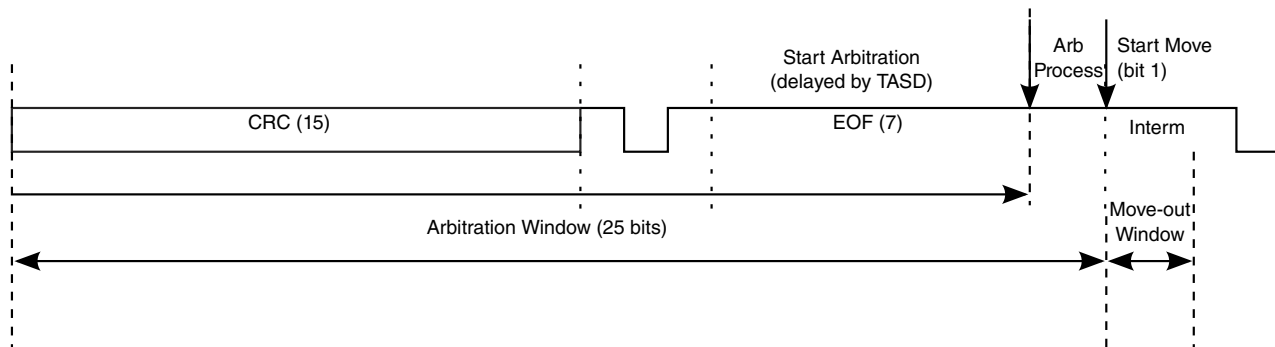 Start Arbitration
(delayed by TASD)
Arb
Process
Start Move
(bit 1)
CRC (15)
EOF (7)
Interm
Arbitration Window (25 bits)
Move-out
Window